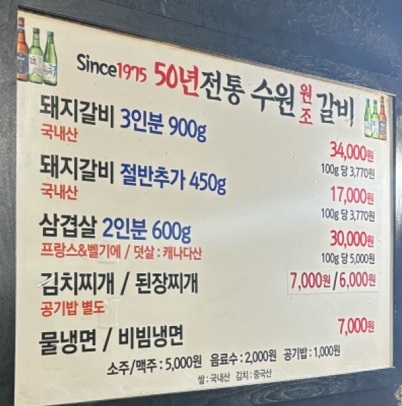 Since1975 50년전통 수원 원조 갈비
돼지갈비 3인분 900g 34,000원
국내산 100g 당 3,770원
돼지갈비 절반추가 450g 17,000원
국내산 100g 당 3,770원
삼겹살 2인분 600g 30,000원
프랑스&벨기에 / 덧살 : 캐나다산 100g 당 5,000원
김치찌개 / 된장찌개 7,000원 / 6,000원
공기밥 별도
물냉면 / 비빔냉면 7,000원
소주/맥주 : 5,000원 음료수 : 2,000원 공기밥 : 1,000원
쌀 : 국내산 김치 : 중국산